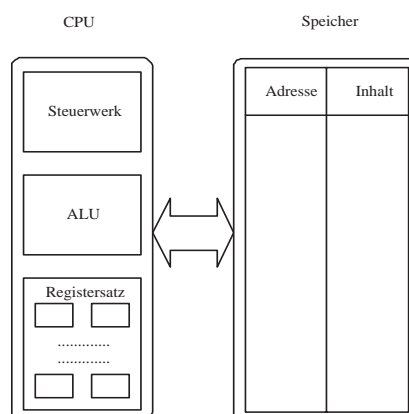 CPU
Speicher
Steuerwerk
Adresse
Inhalt
ALU
Registersatz
.............
.............